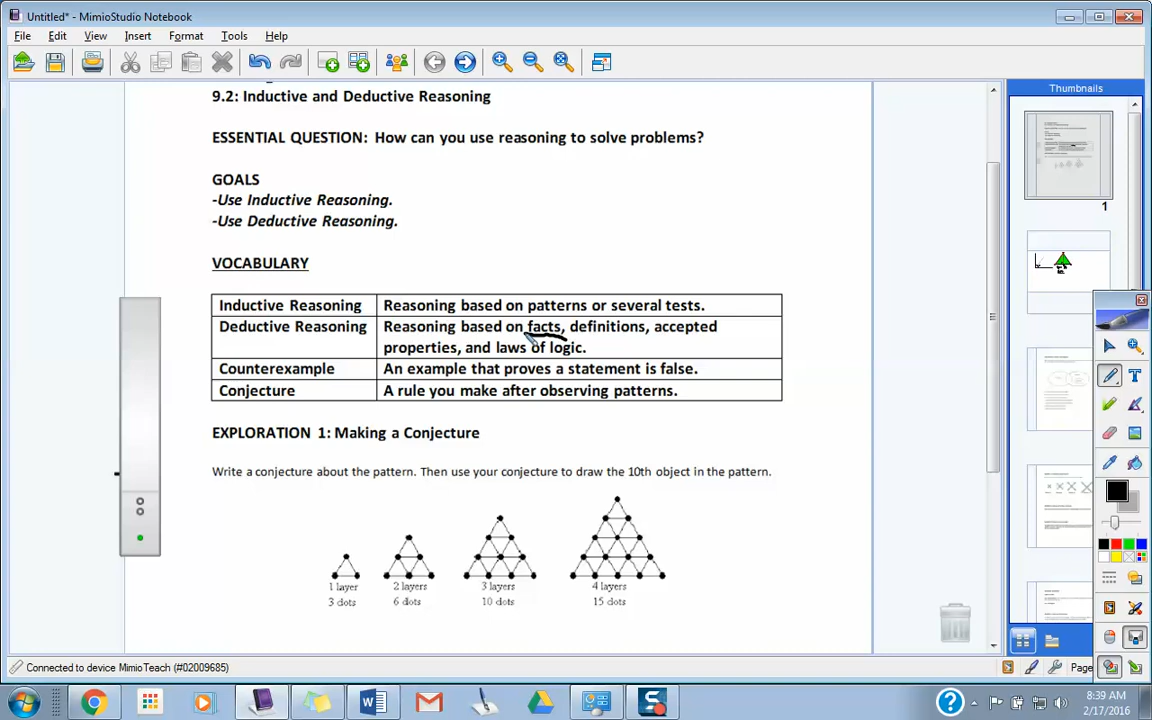 Untitled* - MimioStudio Notebook
File Edit View Insert Format Tools Help
9.2: Inductive and Deductive Reasoning
ESSENTIAL QUESTION: How can you use reasoning to solve problems?
GOALS
-Use Inductive Reasoning.
-Use Deductive Reasoning.
VOCABULARY
Inductive Reasoning Reasoning based on patterns or several tests.
Deductive Reasoning Reasoning based on facts, definitions, accepted
properties, and laws of logic.
Counterexample An example that proves a statement is false.
Conjecture A rule you make after observing patterns.
EXPLORATION 1: Making a Conjecture
Write a conjecture about the pattern. Then use your conjecture to draw the 10th object in the pattern.
1 layer 2 layers 3 layers 4 layers
3 dots 6 dots 10 dots 15 dots
Thumbnails
1
Connected to device MimioTeach (#02009685)
Page
8:39 AM
2/17/2016